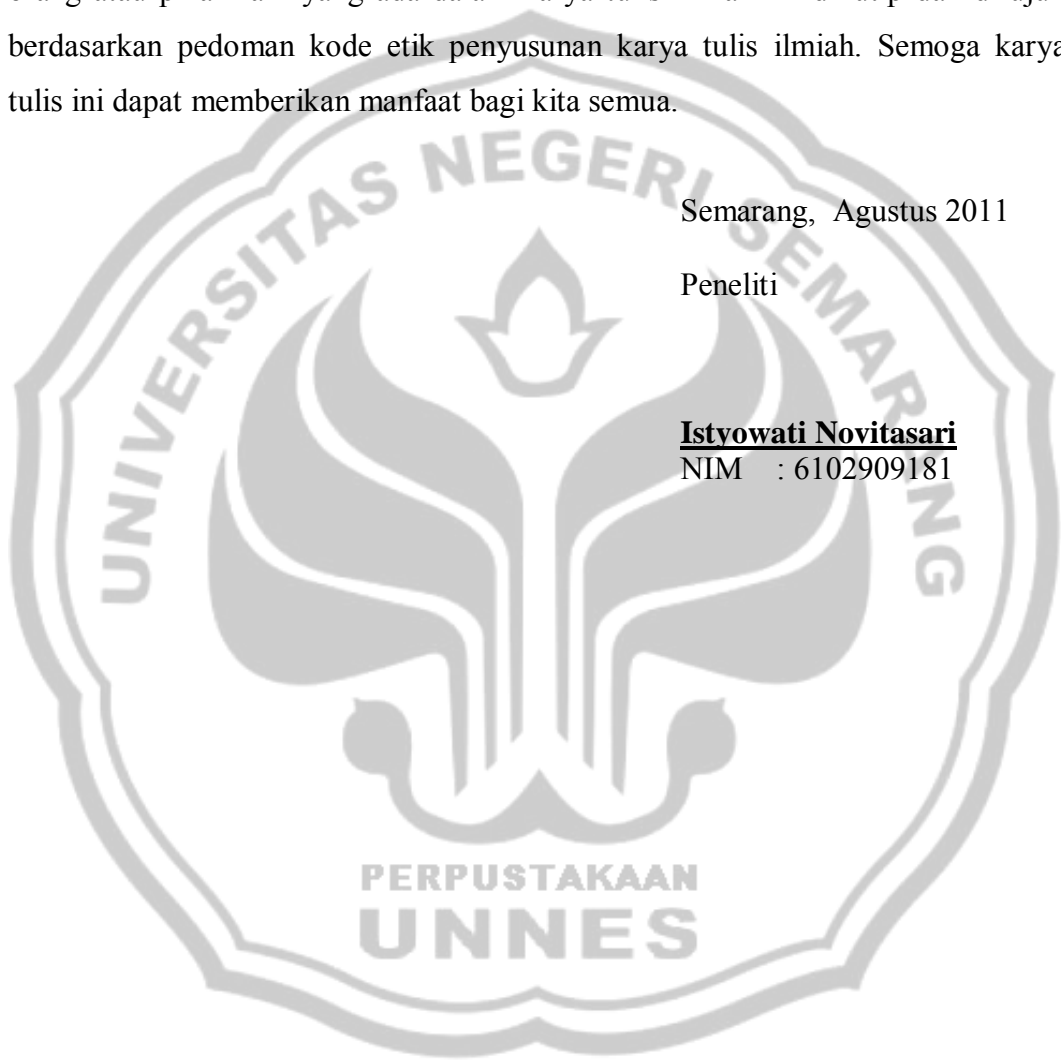 berdasarkan pedoman kode etik penyusunan karya tulis ilmiah. Semoga karya
tulis ini dapat memberikan manfaat bagi kita semua.
UNIVERSITAS NEGERI SEMARANG
Semarang, Agustus 2011
Peneliti
Istyowati Novitasari
NIM : 6102909181
PERPUSTAKAAN
UNNES